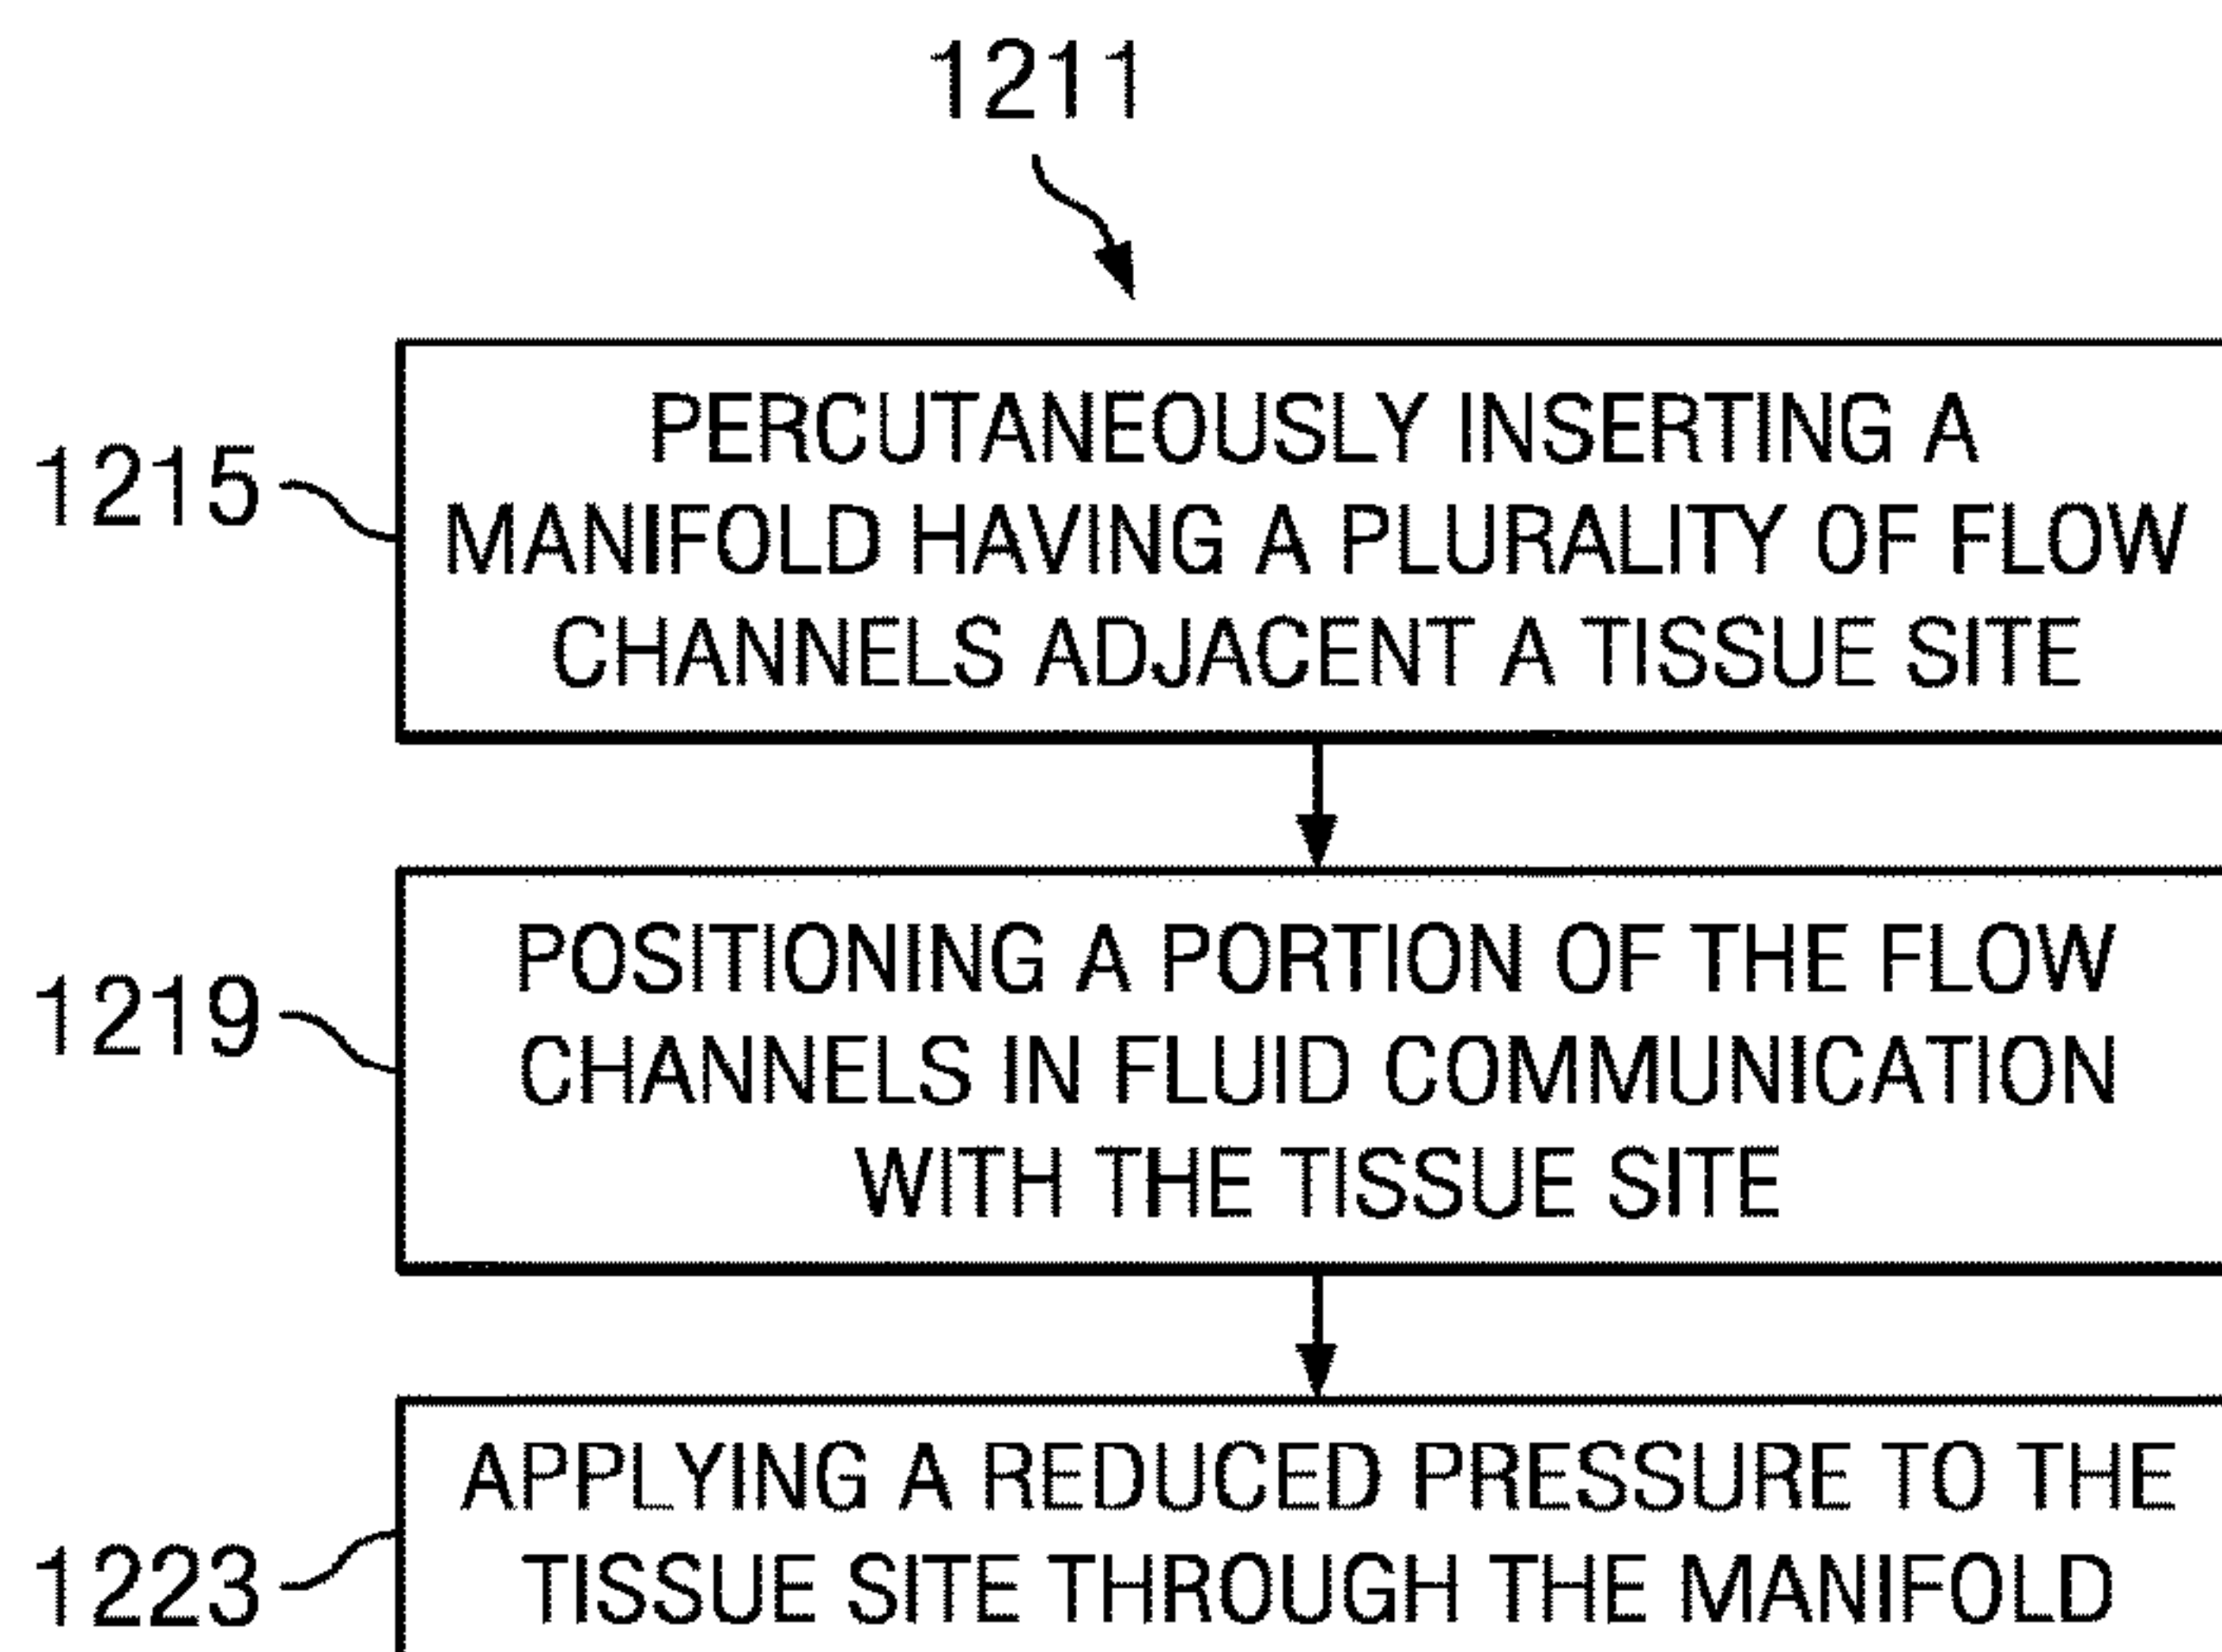 1211
1215
PERCUTANEOUSLY INSERTING A
MANIFOLD HAVING A PLURALITY OF FLOW
CHANNELS ADJACENT A TISSUE SITE
1219
POSITIONING A PORTION OF THE FLOW
CHANNELS IN FLUID COMMUNICATION
WITH THE TISSUE SITE
1223
APPLYING A REDUCED PRESSURE TO THE
TISSUE SITE THROUGH THE MANIFOLD